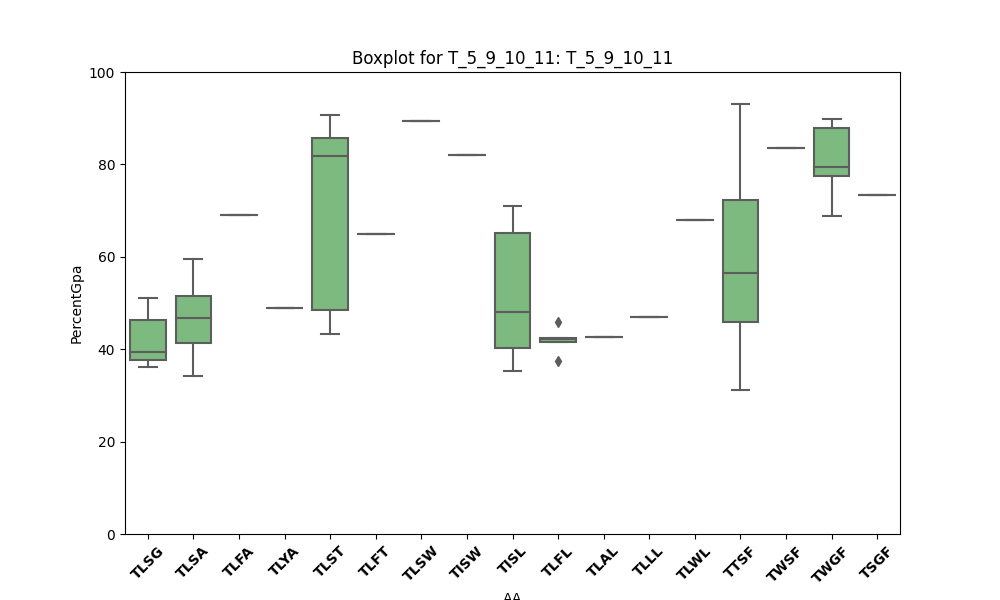 Boxplot for T_5_9_10_11: T_5_9_10_11
PercentGpa
100
80
60
40
20
0
TLSG TLSA TLFA TLYA TLST TLFT TLSW TISW TISL TLFL TLAL TLLL TLWL TTSF TWSF TWGF TSGF
AA